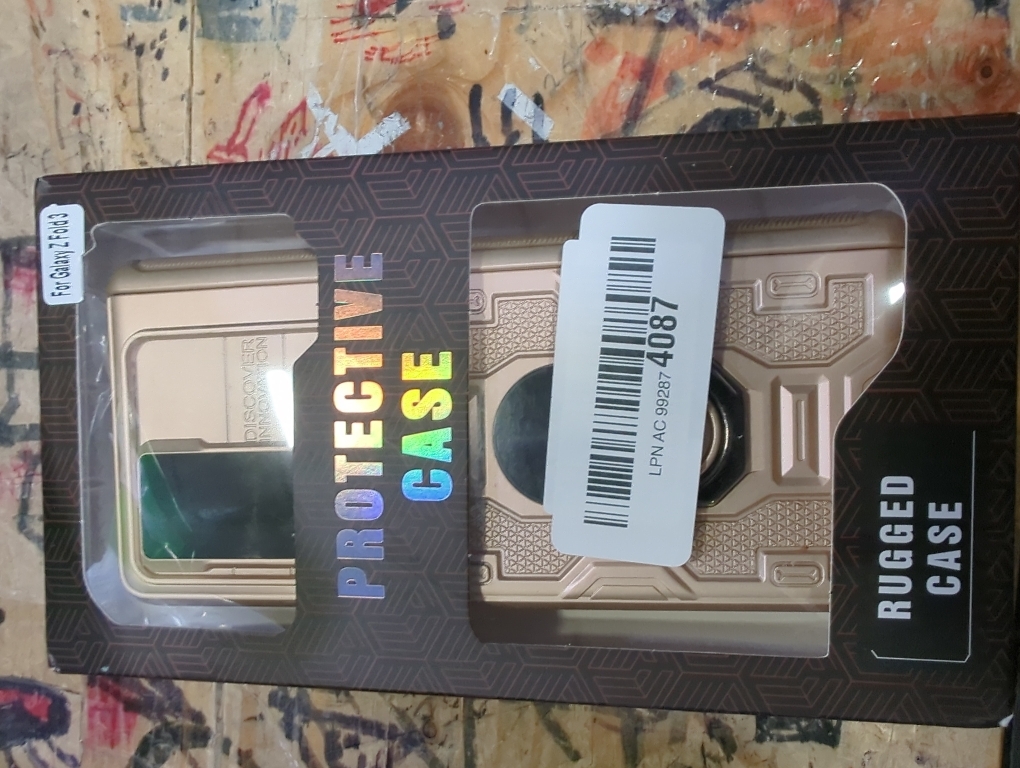 For Galaxy Z Fold 3
DISCOVER
INNOVATION
PROTECTIVE
CASE
LPN AC 99287 4087
RUGGED
CASE